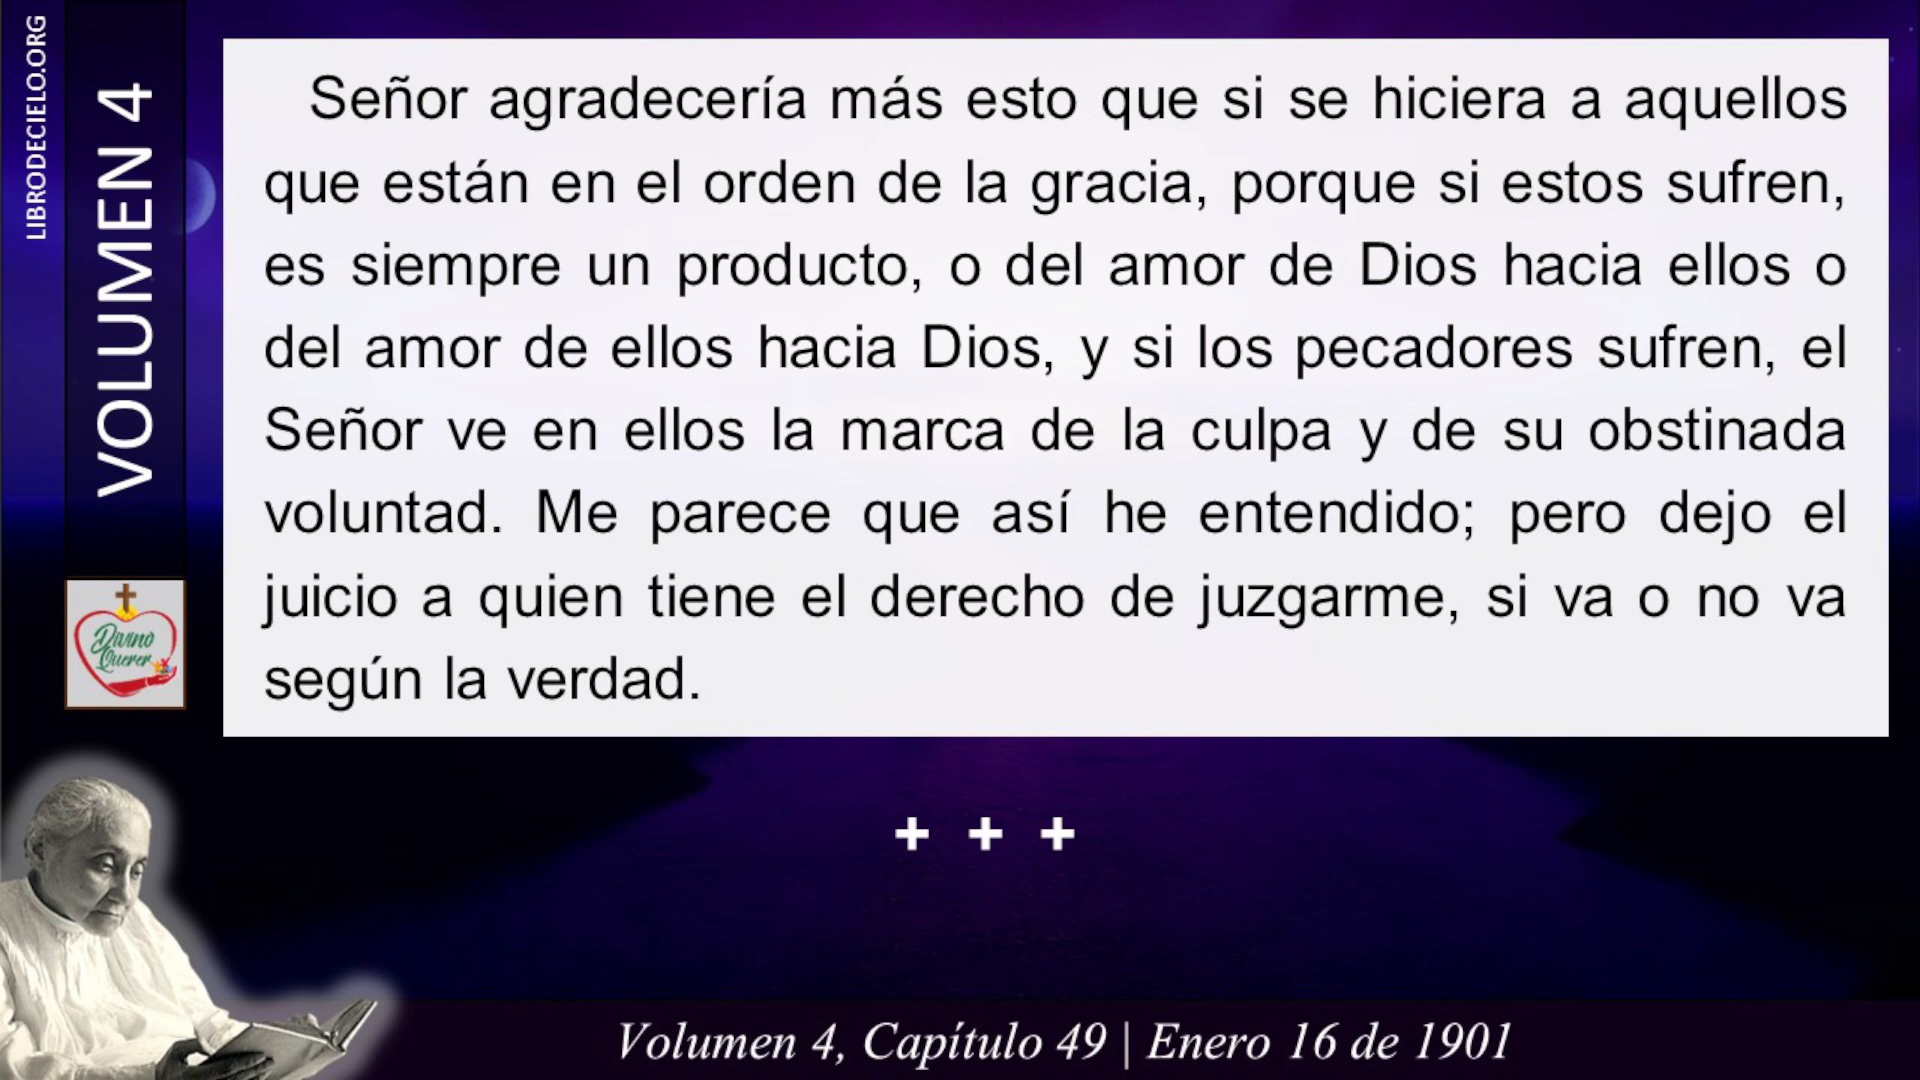 LIBRODECIELO.ORG
VOLUMEN 4
Señor agradecería más esto que si se hiciera a aquellos
que están en el orden de la gracia, porque si estos sufren,
es siempre un producto, o del amor de Dios hacia ellos o
del amor de ellos hacia Dios, y si los pecadores sufren, el
Señor ve en ellos la marca de la culpa y de su obstinada
voluntad. Me parece que así he entendido; pero dejo el
juicio a quien tiene el derecho de juzgarme, si va o no va
según la verdad.
Divino
Querer
+ + +
Volumen 4, Capítulo 49 | Enero 16 de 1901